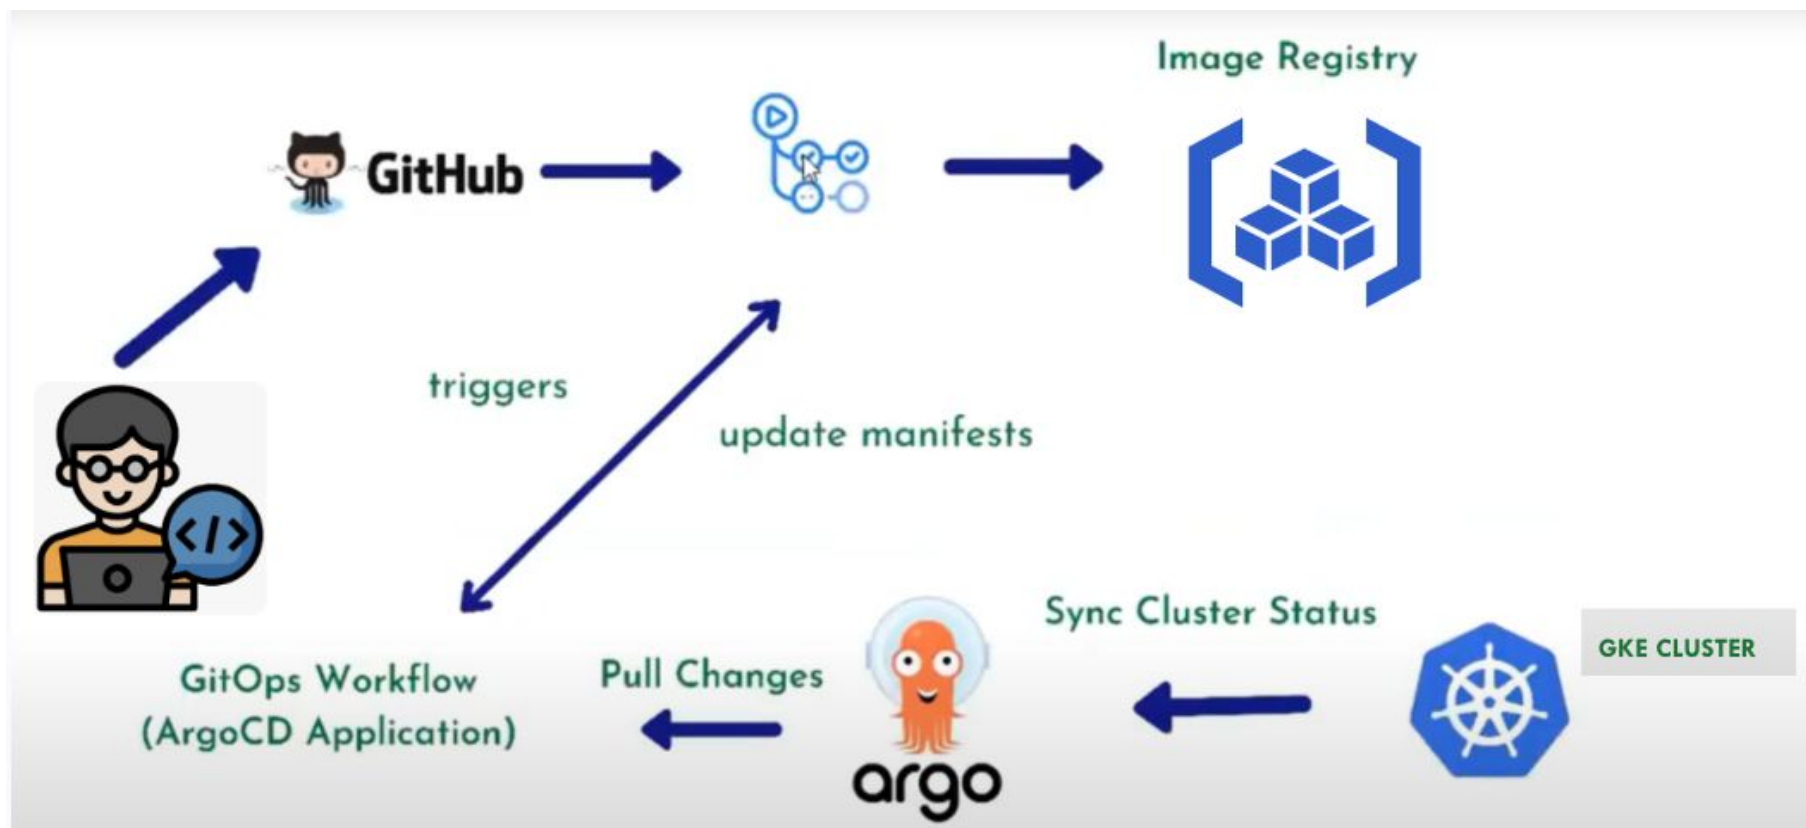 Image Registry
GitHub
triggers
update manifests
Sync Cluster Status
GKE CLUSTER
</>
GitOps Workflow
(ArgoCD Application)
Pull Changes
argo